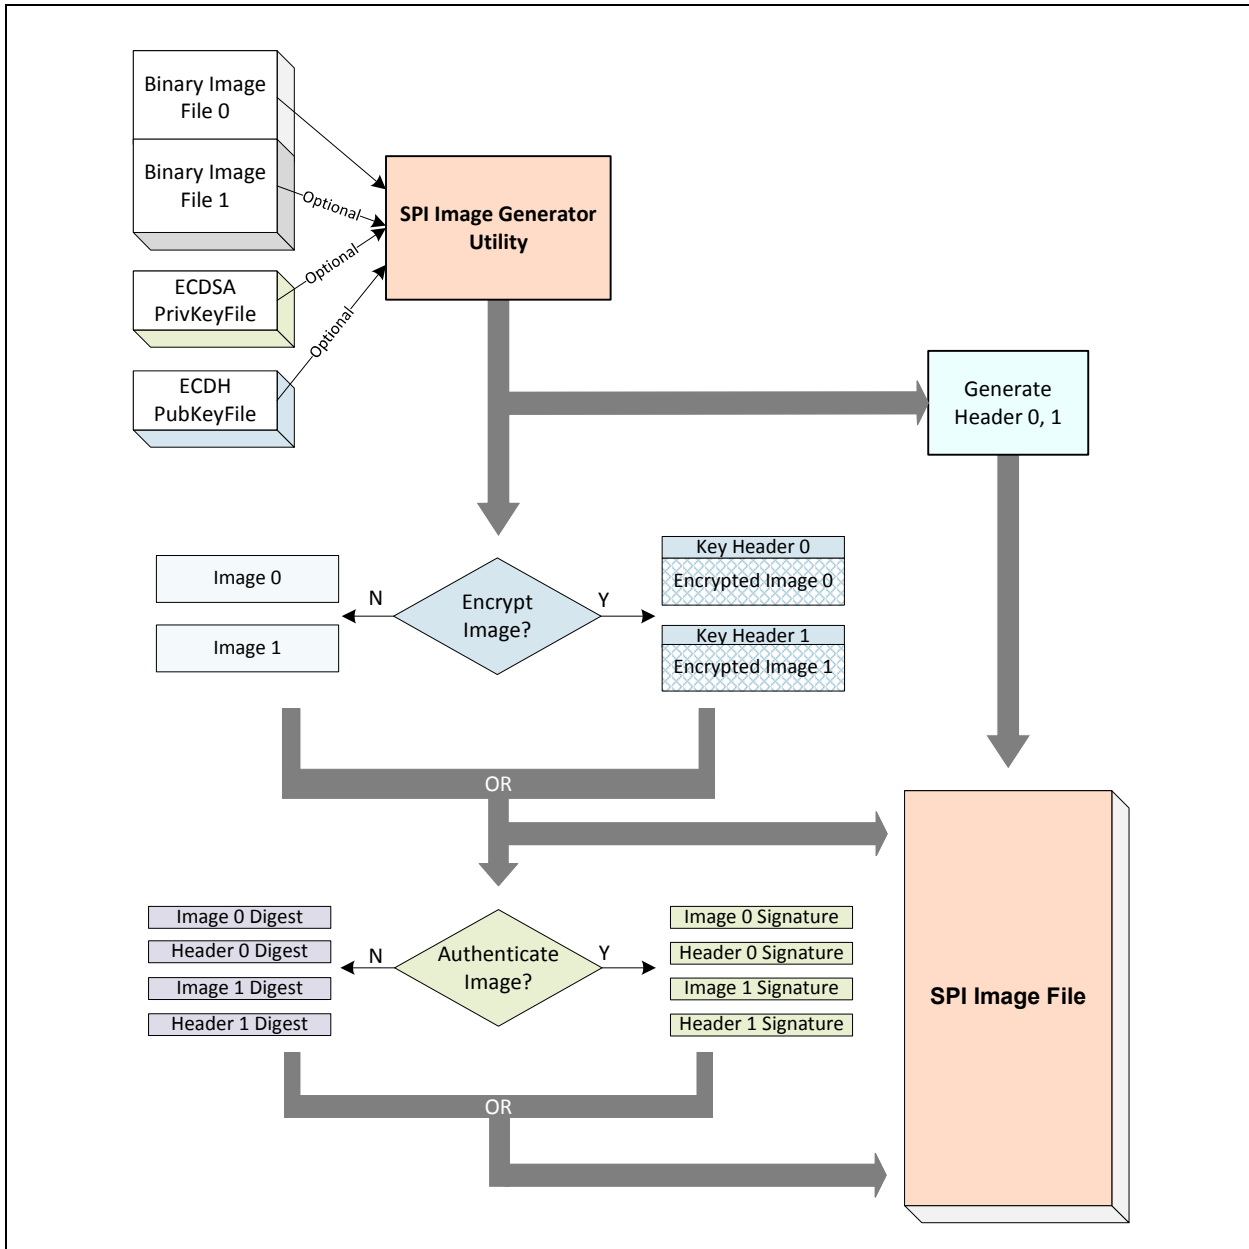 Binary Image
File 0
Binary Image
File 1
Optional
SPI Image Generator
Utility
ECDSA
PrivKeyFile
Optional
ECDH
PubKeyFile
Optional
Generate
Header 0, 1
Image 0
Image 1
N
Encrypt
Image?
Y
Key Header 0
Encrypted Image 0
Key Header 1
Encrypted Image 1
OR
Image 0 Digest
Header 0 Digest
Image 1 Digest
Header 1 Digest
N
Authenticate
Image?
Y
Image 0 Signature
Header 0 Signature
Image 1 Signature
Header 1 Signature
SPI Image File
OR